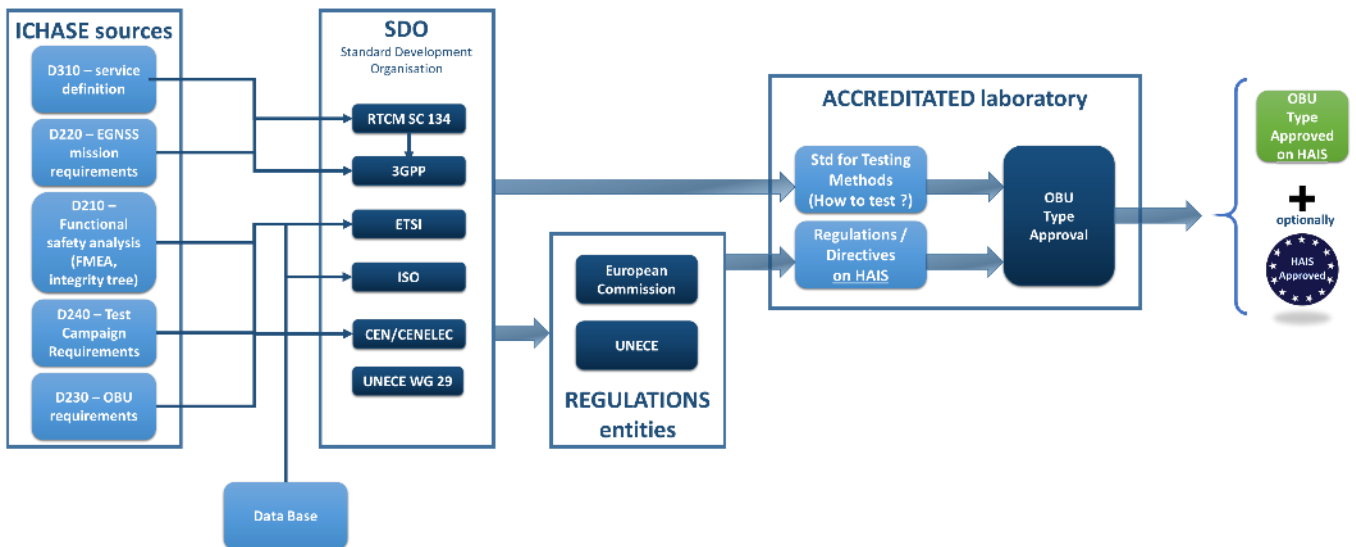 ICHASE sources
D310 – service
definition
D220 – EGNSS
mission
requirements
D210 –
Functional
safety analysis
(FMEA,
integrity tree)
D240 – Test
Campaign
Requirements
D230 – OBU
requirements
Data Base
SDO
Standard Development
Organisation
RTCM SC 134
3GPP
ETSI
ISO
CEN/CENELEC
UNECE WG 29
European
Commission
UNECE
REGULATIONS
entities
ACCREDITATED laboratory
Std for Testing
Methods
(How to test ?)
Regulations /
Directives
on HAIS
OBU
Type
Approval
OBU
Type
Approved
on HAIS
+
optionally
HAIS
Approved